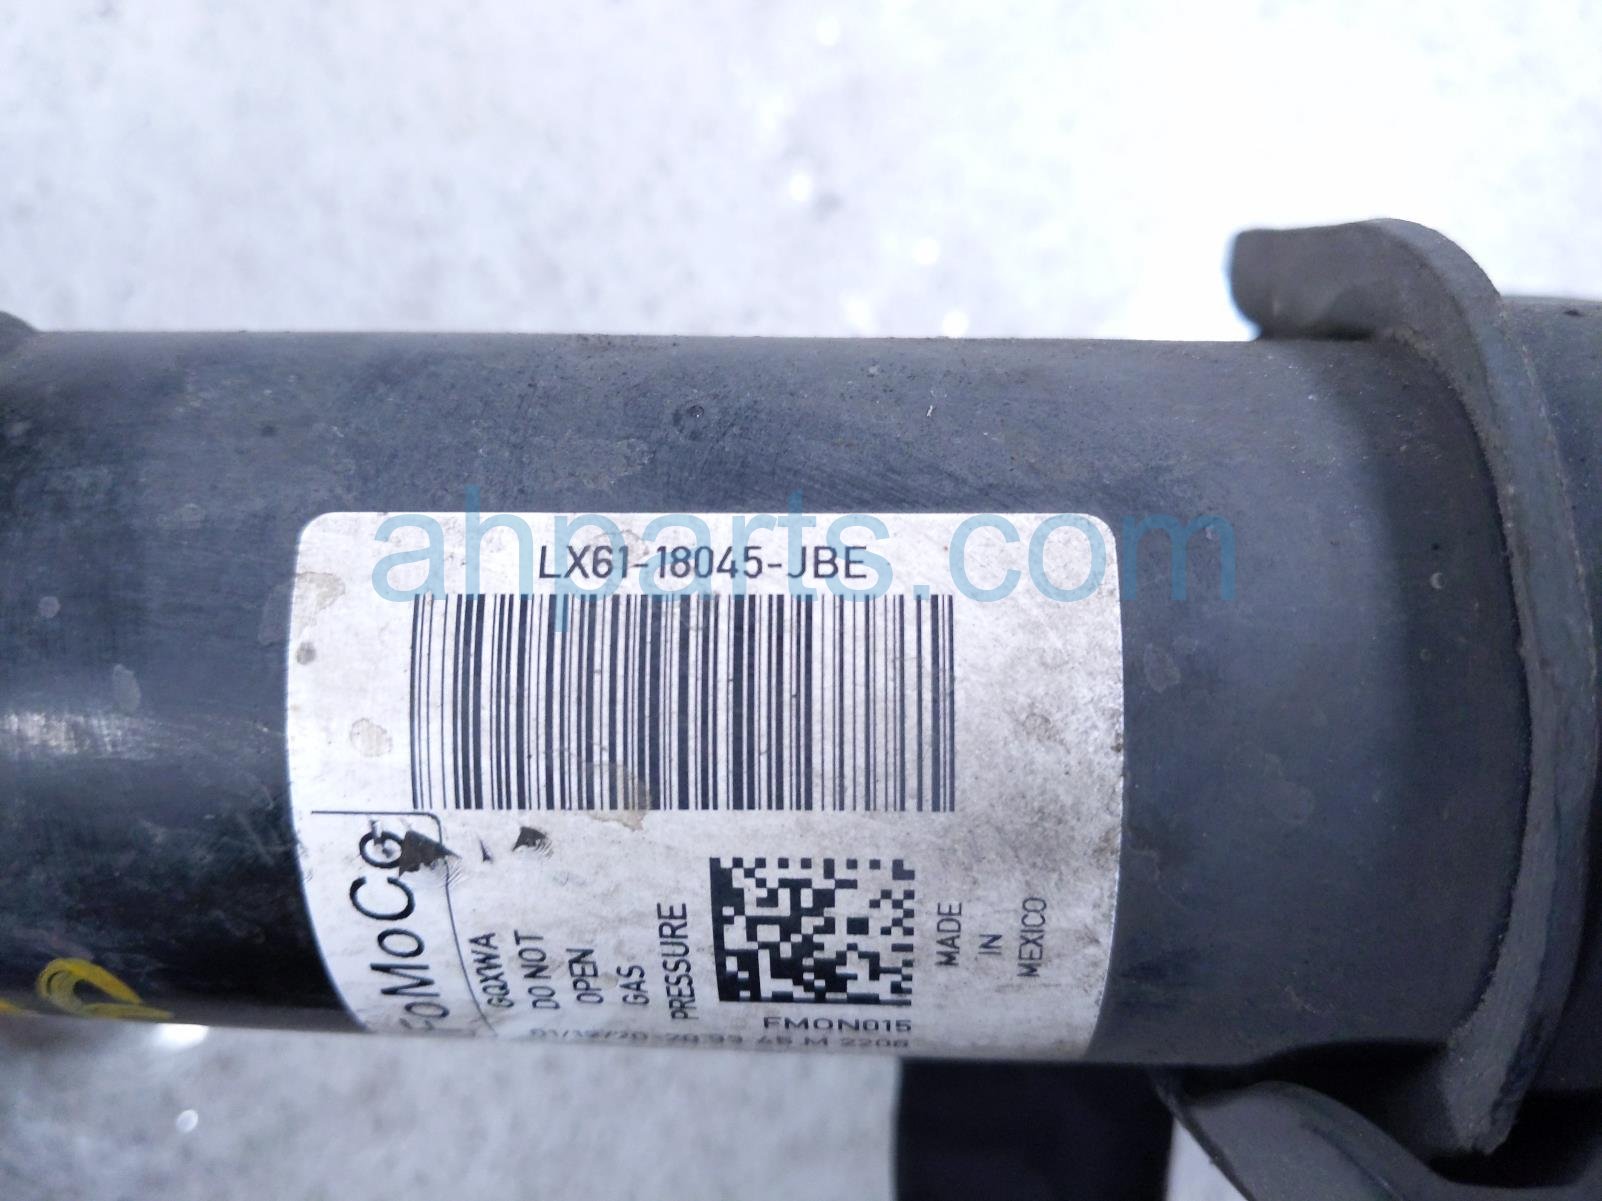 LX61-18045-JBE
ahparts.com
FoMoCo
GQXWA
DO NOT
OPEN
GAS
PRESSURE
MADE
IN
MEXICO
FMON015